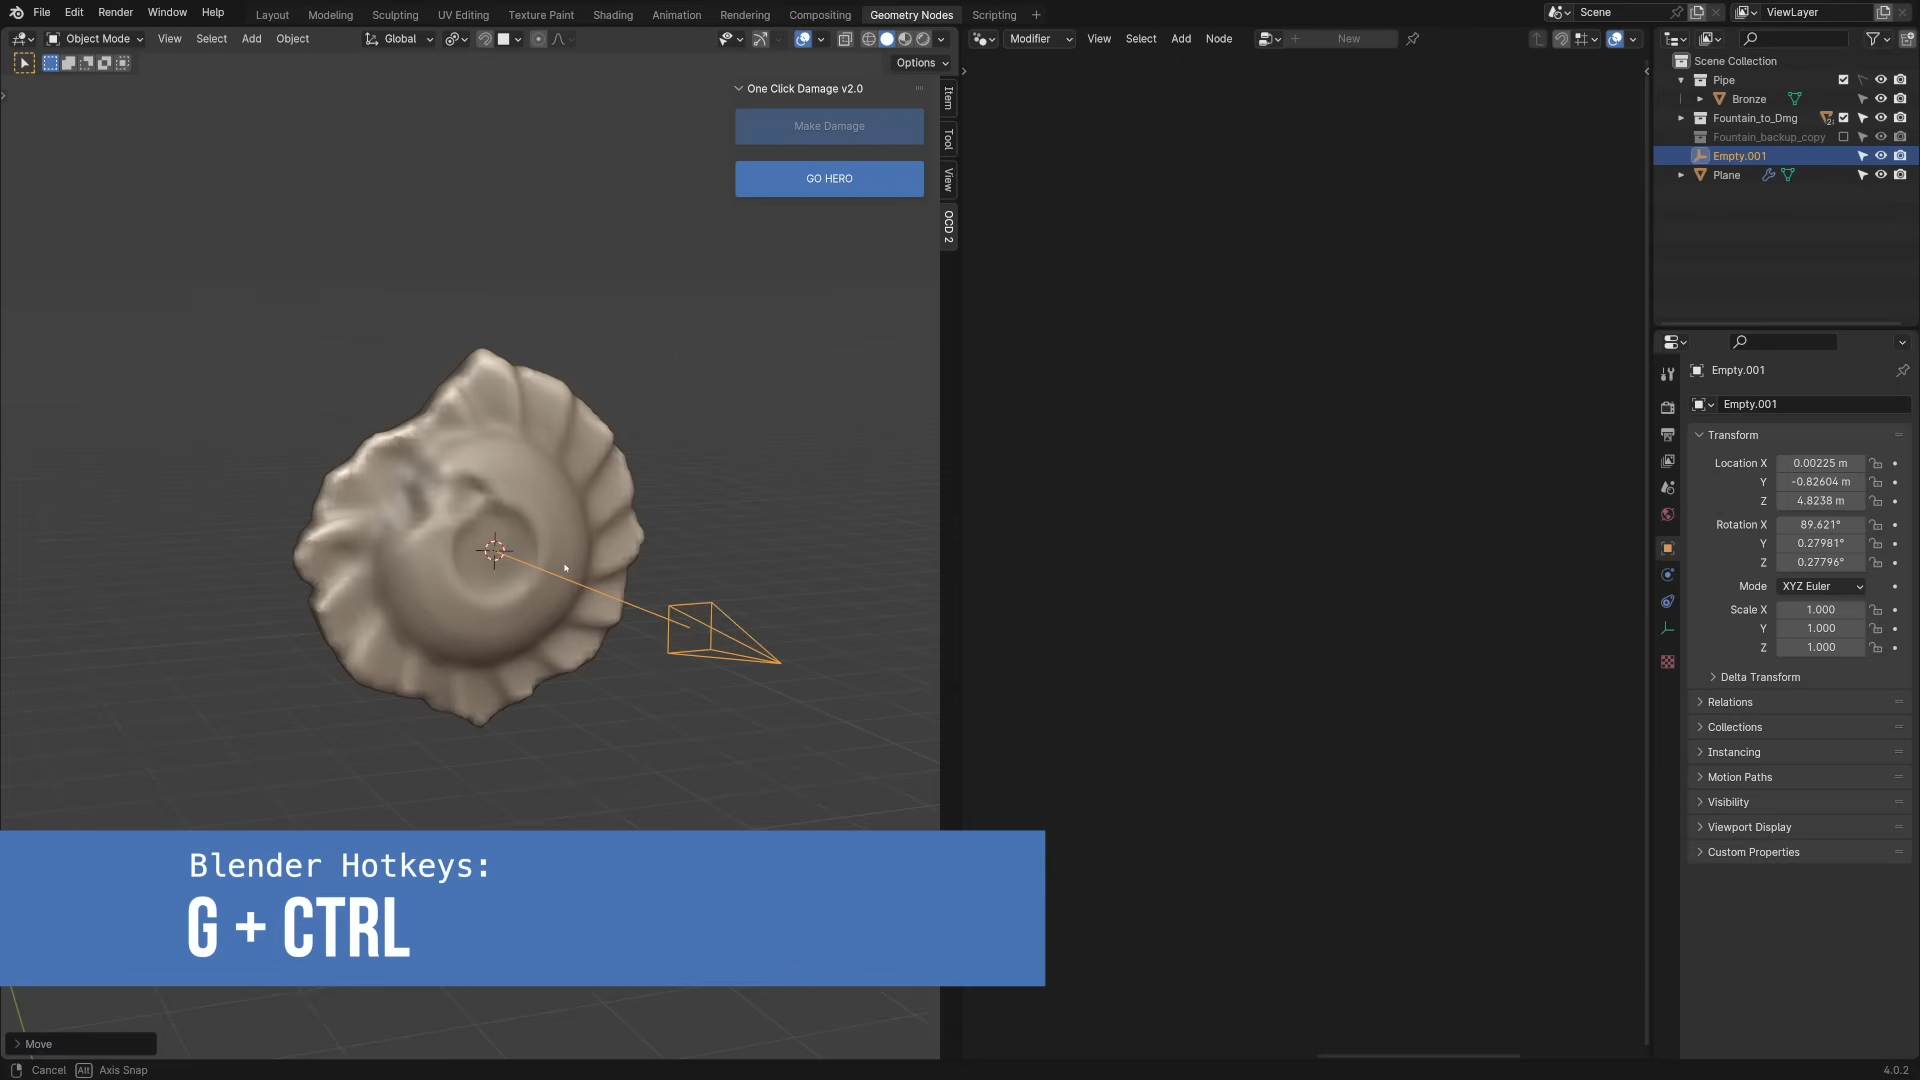 File Edit Render Window Help
Layout Modeling Sculpting UV Editing Texture Paint Shading Animation Rendering Compositing Geometry Nodes Scripting +
Scene
ViewLayer
Object Mode View Select Add Object
Global
Modifier View Select Add Node
New
Options
One Click Damage v2.0
Make Damage
GO HERO
Item
Tool
View
OCD 2
Scene Collection
Pipe
Bronze
Fountain_to_Dmg
Fountain_backup_copy
Empty.001
Plane
Empty.001
Empty.001
Transform
Location X 0.00225 m
Y -0.82604 m
Z 4.8238 m
Rotation X 89.621°
Y 0.27981°
Z 0.27796°
Mode XYZ Euler
Scale X 1.000
Y 1.000
Z 1.000
Delta Transform
Relations
Collections
Instancing
Motion Paths
Visibility
Viewport Display
Custom Properties
Blender Hotkeys:
G + CTRL
Move
Cancel Alt Axis Snap
4.0.2